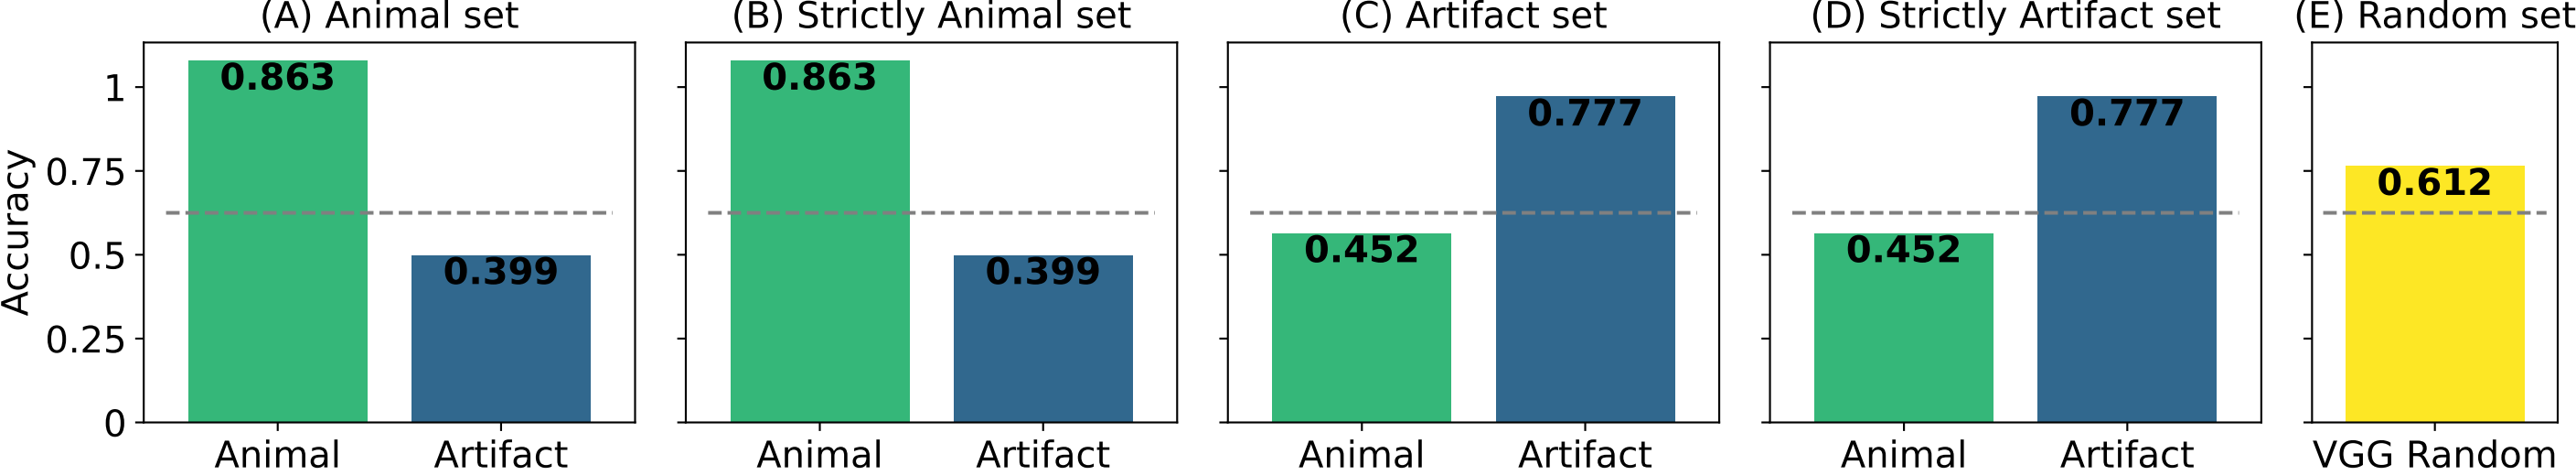 (A) Animal set
(B) Strictly Animal set
(C) Artifact set
(D) Strictly Artifact set
(E) Random set
Accuracy
1
0.75
0.5
0.25
0
0.863
0.399
0.863
0.399
0.452
0.777
0.452
0.777
0.612
Animal
Artifact
Animal
Artifact
Animal
Artifact
Animal
Artifact
VGG Random